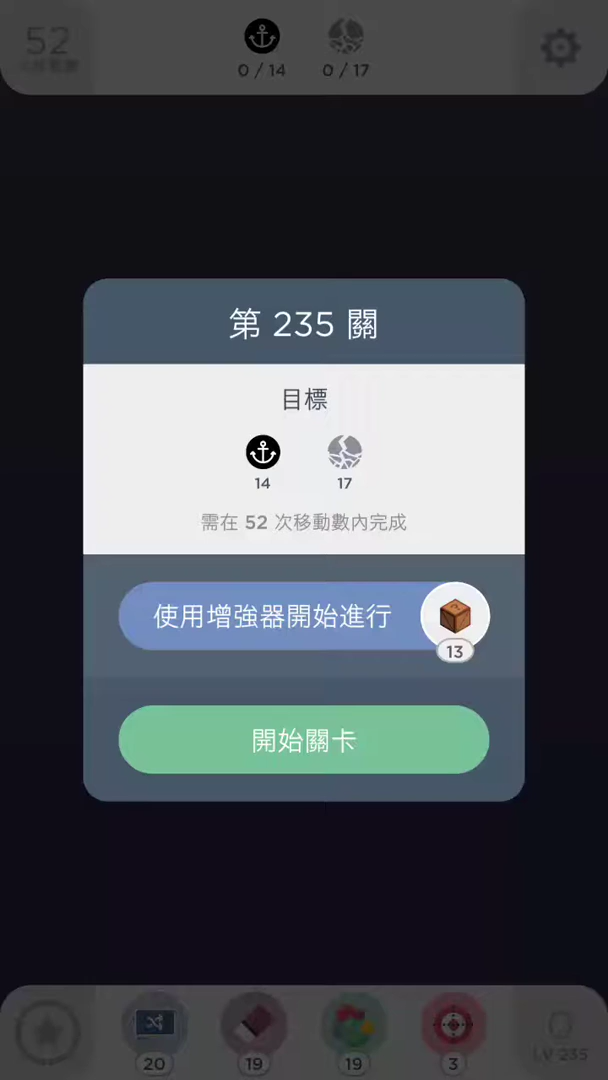 52
0 / 14
0 / 17
第 235 關
目標
14
17
需在 52 次移動數內完成
使用增強器開始進行
13
開始關卡
20
19
19
3
0
LV 235